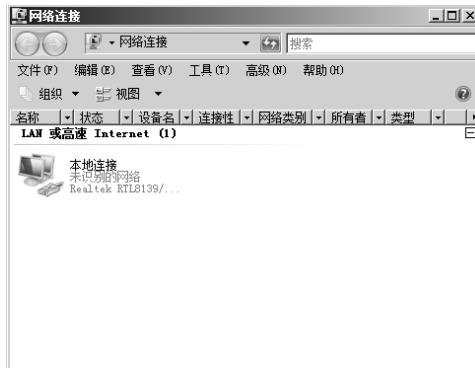 网络连接
网络连接 搜索
文件(F) 编辑(E) 查看(V) 工具(T) 高级(N) 帮助(H)
组织 视图
名称 状态 设备名 连接性 网络类别 所有者 类型
LAN 或高速 Internet (1)
本地连接
未识别的网络
Realtek RTL8139/...